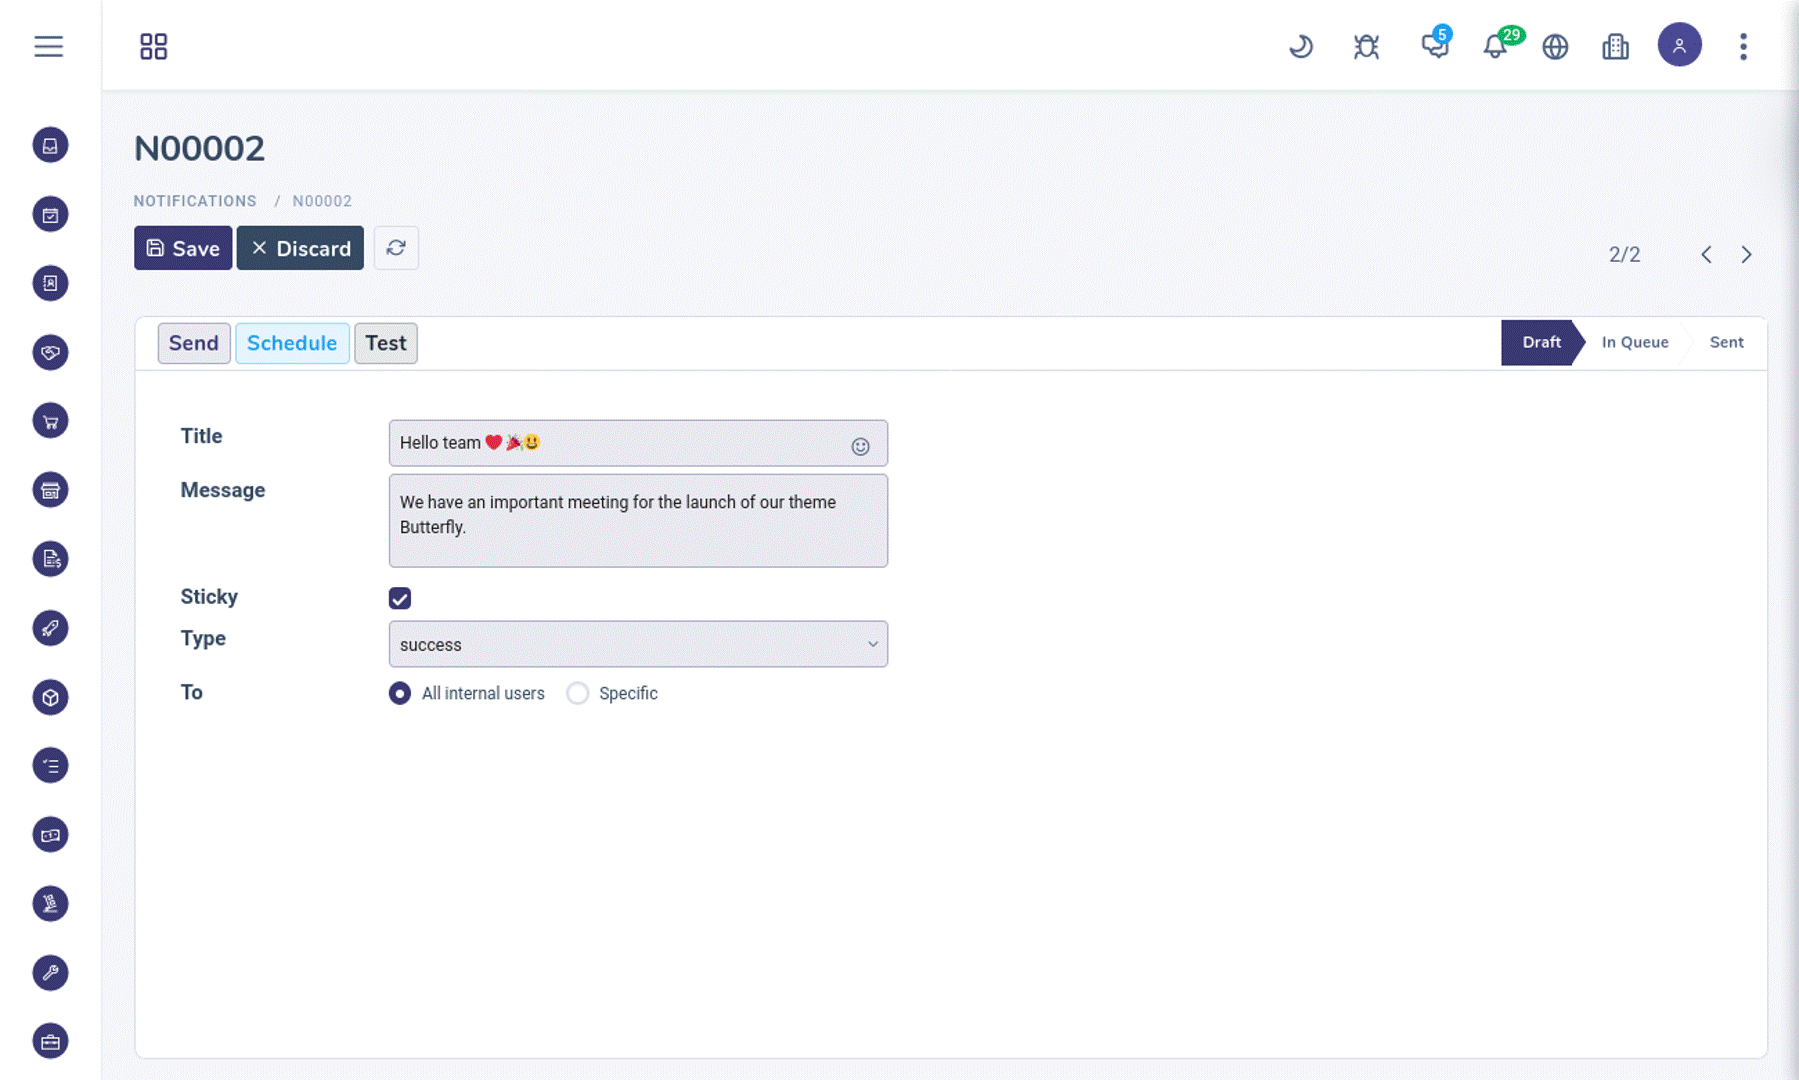 5
29
N00002
NOTIFICATIONS / N00002
Save Discard
2/2
Send Schedule Test
Draft In Queue Sent
Title
Hello team ❤️🎉😃
Message
We have an important meeting for the launch of our theme
Butterfly.
Sticky
Type
success
To
All internal users Specific